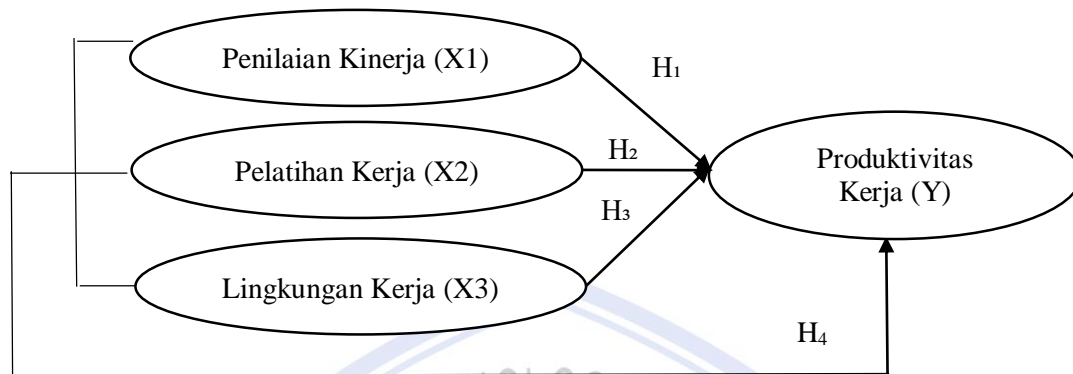 Penilaian Kinerja (X1)
H₁
Pelatihan Kerja (X2)
H₂
Produktivitas
Kerja (Y)
H₃
Lingkungan Kerja (X3)
H₄